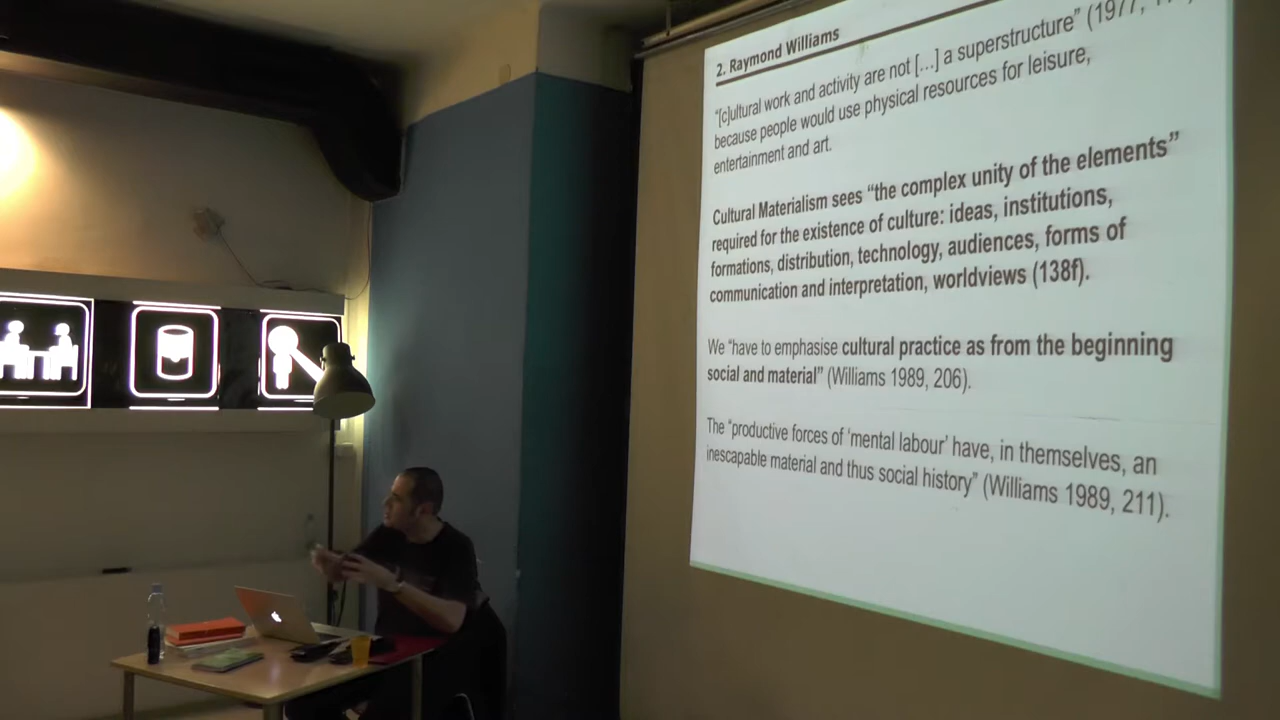 2. Raymond Williams
"[c]ultural work and activity are not [...] a superstructure" (1977,
because people would use physical resources for leisure,
entertainment and art.
Cultural Materialism sees "the complex unity of the elements"
required for the existence of culture: ideas, institutions,
formations, distribution, technology, audiences, forms of
communication and interpretation, worldviews (138f).
We "have to emphasise cultural practice as from the beginning
social and material" (Williams 1989, 206).
The "productive forces of 'mental labour' have, in themselves, an
inescapable material and thus social history" (Williams 1989, 211).